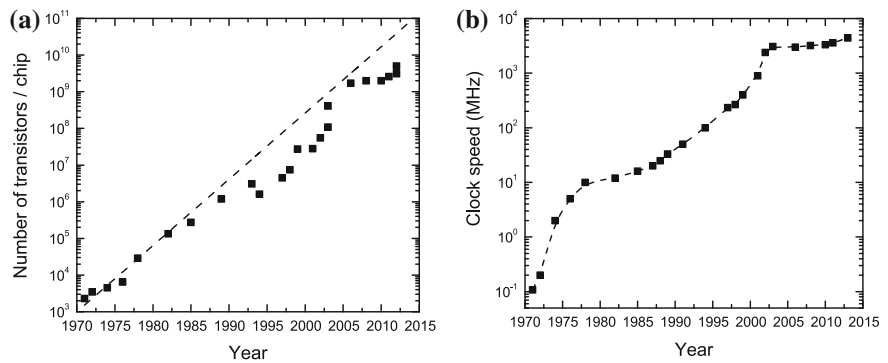 (a)
10^11
10^10
10^9
10^8
10^7
10^6
10^5
10^4
10^3
Number of transistors / chip
1970 1975 1980 1985 1990 1995 2000 2005 2010 2015
Year
(b)
10^4
10^3
10^2
10^1
10^0
10^-1
Clock speed (MHz)
1970 1975 1980 1985 1990 1995 2000 2005 2010 2015
Year